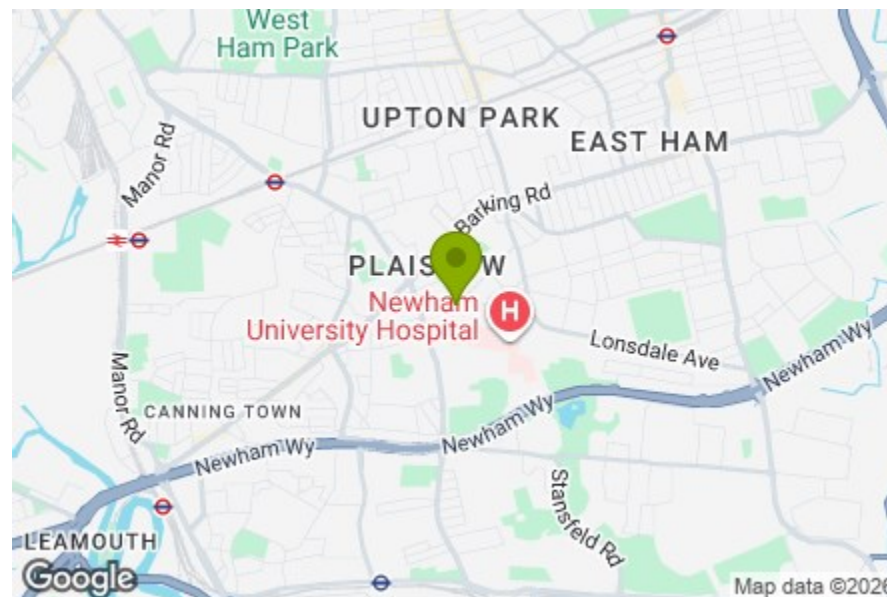 West
Ham Park
UPTON PARK
EAST HAM
Manor Rd
Barking Rd
PLAIS W
Newham
University Hospital
H
Lonsdale Ave
Newham Wy
Manor Rd
CANNING TOWN
Newham Wy
Newham Wy
Stansfeld Rd
LEAMOUTH
Google
Map data ©2026